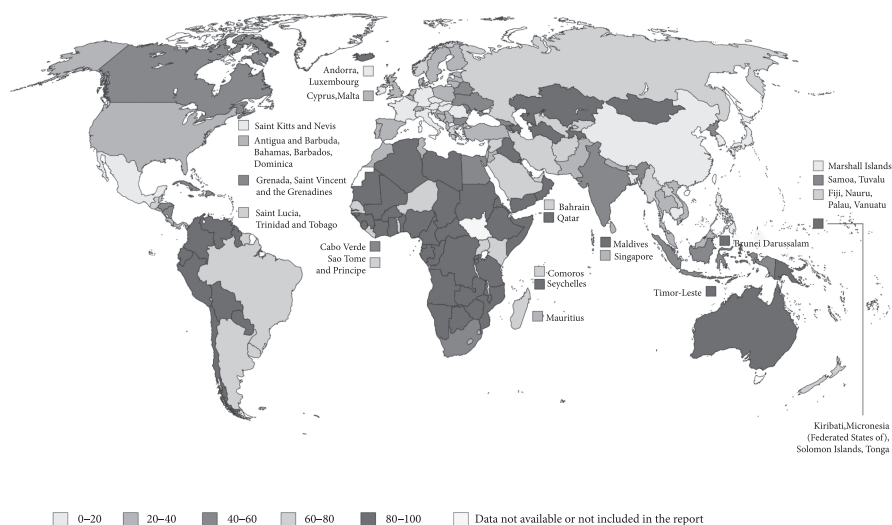 Andorra,
Luxembourg
Cyprus,Malta
Saint Kitts and Nevis
Antigua and Barbuda,
Bahamas, Barbados,
Dominica
Grenada, Saint Vincent
and the Grenadines
Saint Lucia,
Trinidad and Tobago
Cabo Verde
Sao Tome
and Principe
Bahrain
Qatar
Comoros
Seychelles
Mauritius
Maldives
Singapore
Brunei Darussalam
Timor-Leste
Marshall Islands
Samoa, Tuvalu
Fiji, Nauru,
Palau, Vanuatu
Kiribati,Micronesia
(Federated States of),
Solomon Islands, Tonga
0–20 20–40 40–60 60–80 80–100 Data not available or not included in the report